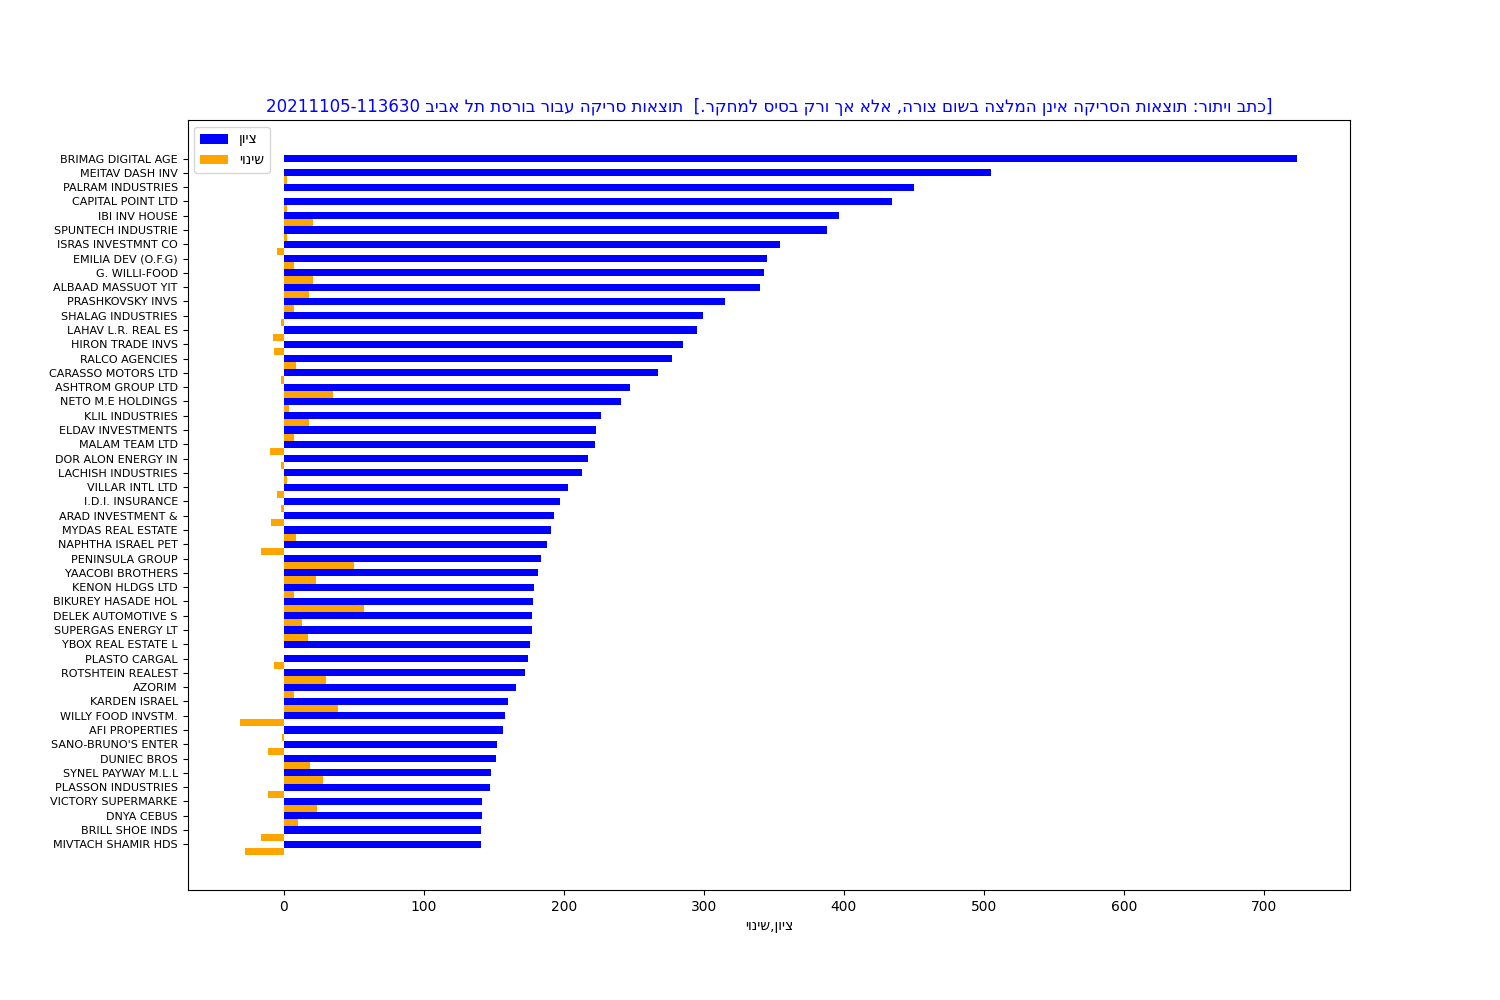 [כתב ויתור: תוצאות הסריקה אינן המלצה בשום צורה, אלא אך ורק בסיס למחקר.]  תוצאות סריקה עבור בורסת תל אביב 20211105-113630
ציון
שינוי
BRIMAG DIGITAL AGE
MEITAV DASH INV
PALRAM INDUSTRIES
CAPITAL POINT LTD
IBI INV HOUSE
SPUNTECH INDUSTRIE
ISRAS INVESTMNT CO
EMILIA DEV (O.F.G)
G. WILLI-FOOD
ALBAAD MASSUOT YIT
PRASHKOVSKY INVS
SHALAG INDUSTRIES
LAHAV L.R. REAL ES
HIRON TRADE INVS
RALCO AGENCIES
CARASSO MOTORS LTD
ASHTROM GROUP LTD
NETO M.E HOLDINGS
KLIL INDUSTRIES
ELDAV INVESTMENTS
MALAM TEAM LTD
DOR ALON ENERGY IN
LACHISH INDUSTRIES
VILLAR INTL LTD
I.D.I. INSURANCE
ARAD INVESTMENT &
MYDAS REAL ESTATE
NAPHTHA ISRAEL PET
PENINSULA GROUP
YAACOBI BROTHERS
KENON HLDGS LTD
BIKUREY HASADE HOL
DELEK AUTOMOTIVE S
SUPERGAS ENERGY LT
YBOX REAL ESTATE L
PLASTO CARGAL
ROTSHTEIN REALEST
AZORIM
KARDEN ISRAEL
WILLY FOOD INVSTM.
AFI PROPERTIES
SANO-BRUNO'S ENTER
DUNIEC BROS
SYNEL PAYWAY M.L.L
PLASSON INDUSTRIES
VICTORY SUPERMARKE
DNYA CEBUS
BRILL SHOE INDS
MIVTACH SHAMIR HDS
0 100 200 300 400 500 600 700
ציון,שינוי